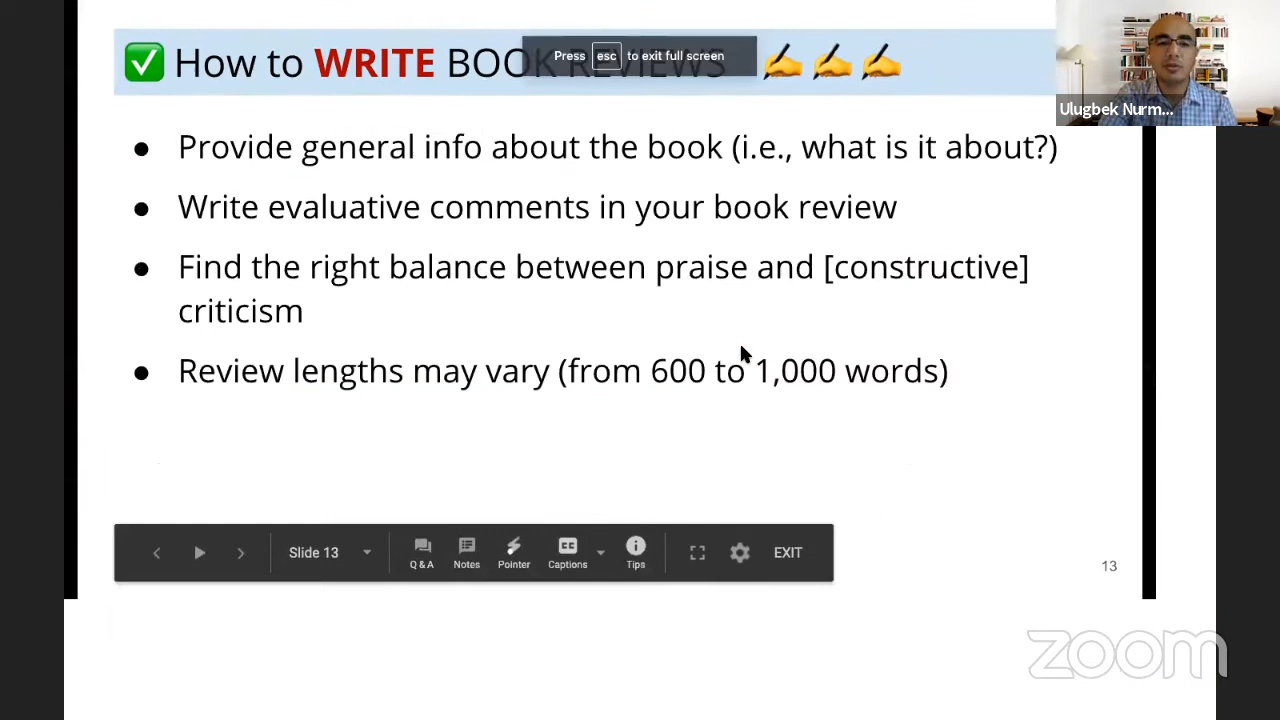 How to WRITE BOOK REVIEWS
Press esc to exit full screen
Ulugbek Nurm...
● Provide general info about the book (i.e., what is it about?)
● Write evaluative comments in your book review
● Find the right balance between praise and [constructive]
criticism
● Review lengths may vary (from 600 to 1,000 words)
Slide 13
Q & A
Notes
Pointer
Captions
Tips
EXIT
13
zoom